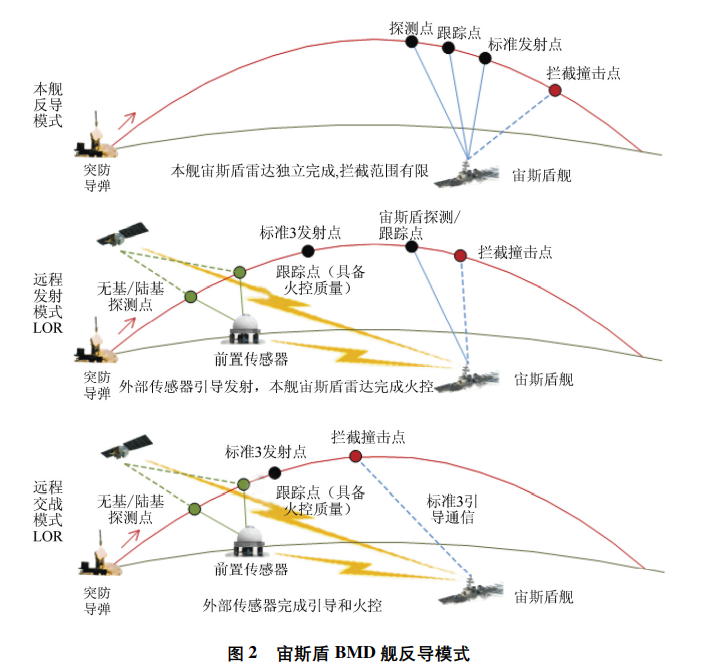 探测点
跟踪点
标准发射点
拦截撞击点
本舰
反导
模式
突防
导弹
本舰宙斯盾雷达独立完成,拦截范围有限
宙斯盾舰
标准3发射点
宙斯盾探测/
跟踪点
拦截撞击点
远程
发射
模式
LOR
无基/陆基
探测点
跟踪点（具备
火控质量）
前置传感器
突防
导弹
外部传感器引导发射，本舰宙斯盾雷达完成火控
宙斯盾舰
拦截撞击点
标准3发射点
远程
交战
模式
LOR
无基/陆基
探测点
跟踪点（具备
火控质量）
标准3引
导通信
前置传感器
突防
导弹
外部传感器完成引导和火控
宙斯盾舰
图 2 宙斯盾 BMD 舰反导模式